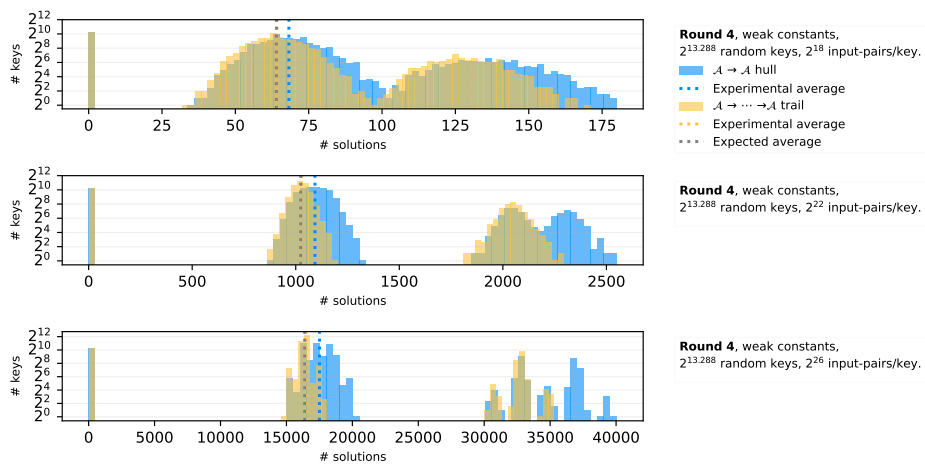 2^12
2^10
2^8
2^6
2^4
2^2
2^0
# keys
0 25 50 75 100 125 150 175
# solutions
Round 4, weak constants,
2^13.288 random keys, 2^18 input-pairs/key.
𝒜 → 𝒜 hull
Experimental average
𝒜 → ⋯ →𝒜 trail
Experimental average
Expected average
2^12
2^10
2^8
2^6
2^4
2^2
2^0
# keys
0 500 1000 1500 2000 2500
# solutions
Round 4, weak constants,
2^13.288 random keys, 2^22 input-pairs/key.
2^12
2^10
2^8
2^6
2^4
2^2
2^0
# keys
0 5000 10000 15000 20000 25000 30000 35000 40000
# solutions
Round 4, weak constants,
2^13.288 random keys, 2^26 input-pairs/key.